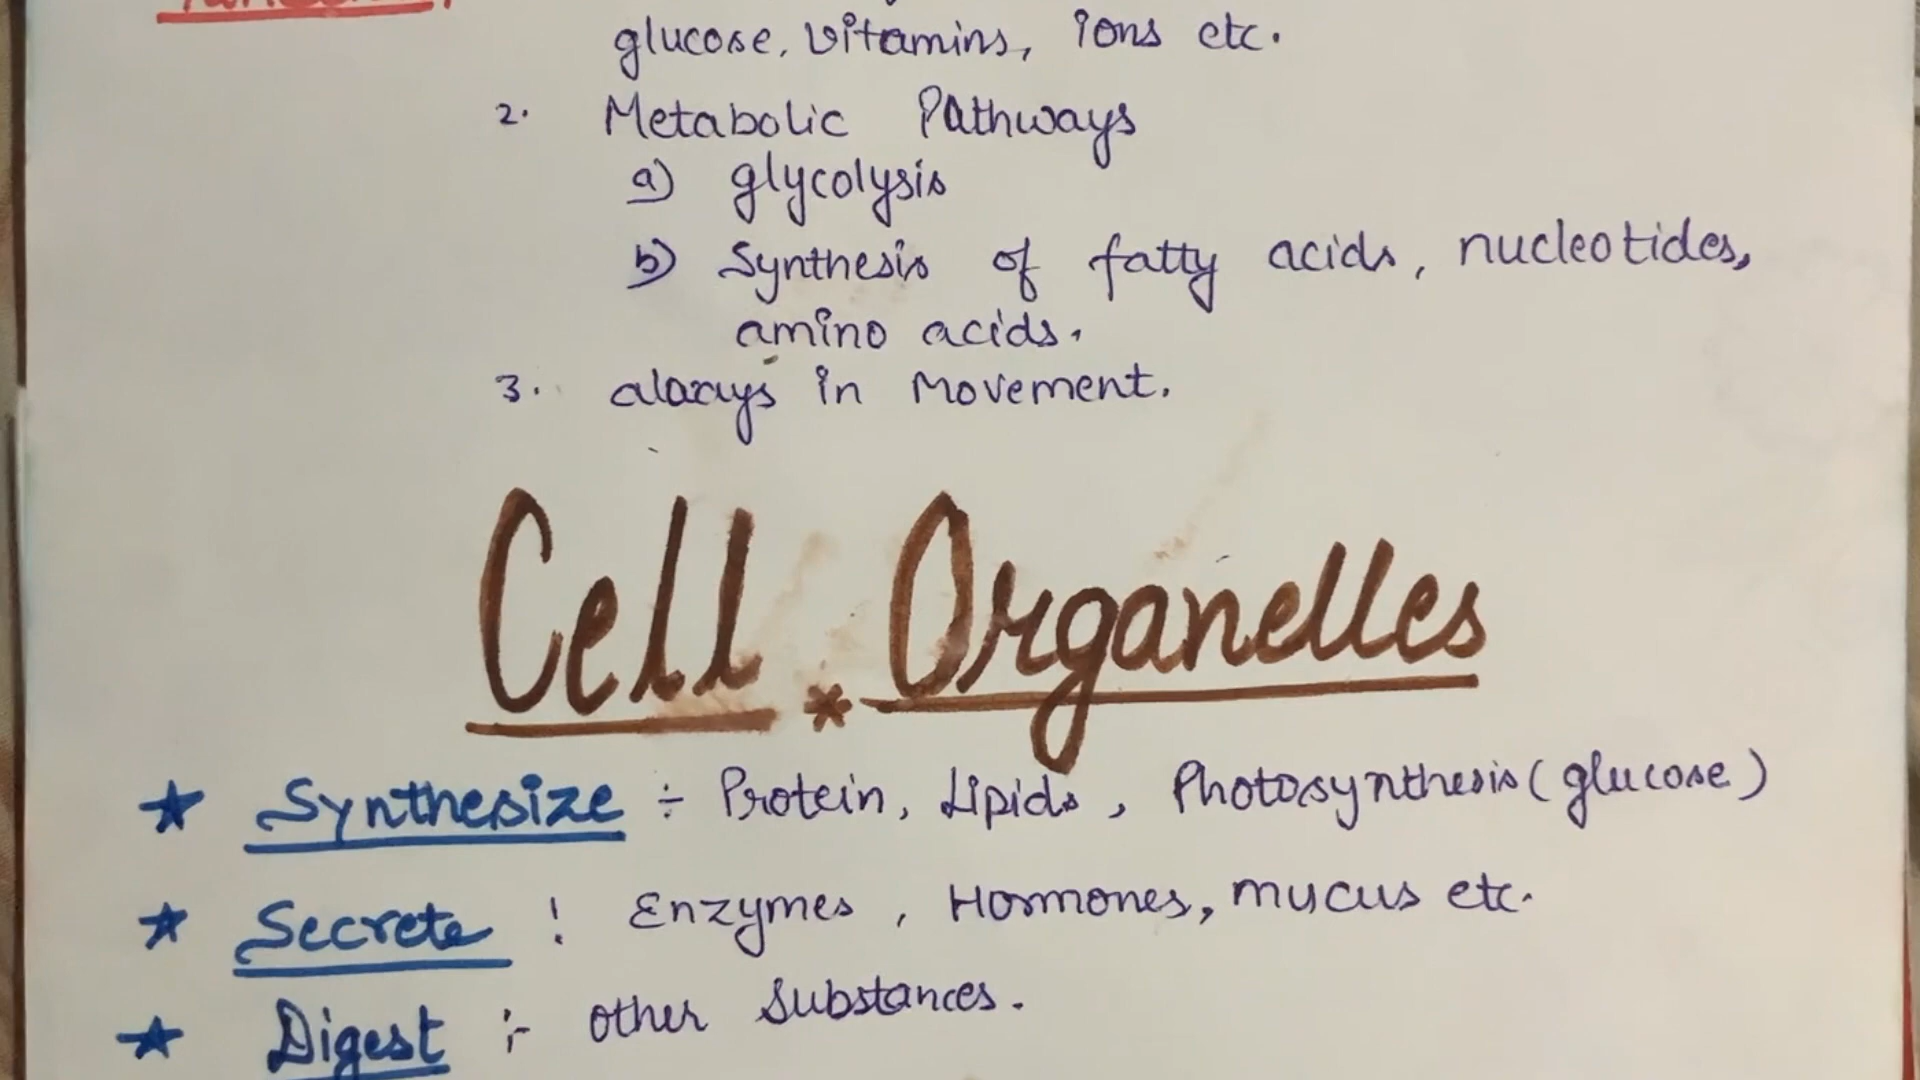 glucose, vitamins, ions etc.
2. Metabolic Pathways
a) glycolysis
b) Synthesis of fatty acids, nucleotides,
amino acids.
3. always in Movement.
Cell * Organelles
★ Synthesize ÷ Protein, Lipids, Photosynthesis (glucose)
★ Secrete : Enzymes, Hormones, mucus etc.
★ Digest :- other substances.